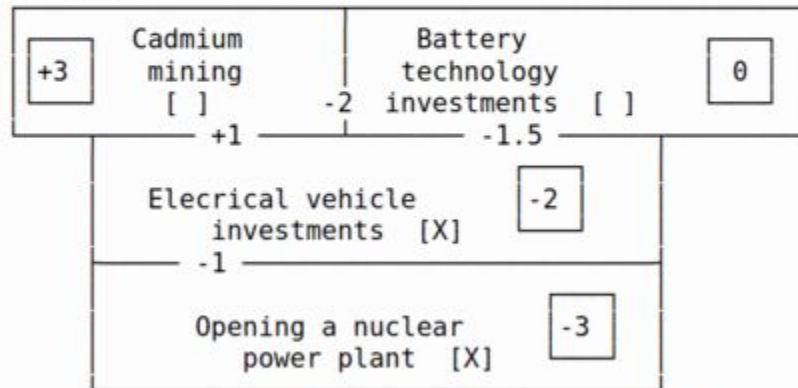 Cadmium Battery
+3 mining technology 0
[ ] -2 investments [ ]
+1 -1.5
Elecrical vehicle -2
investments [X]
-1
Opening a nuclear -3
power plant [X]